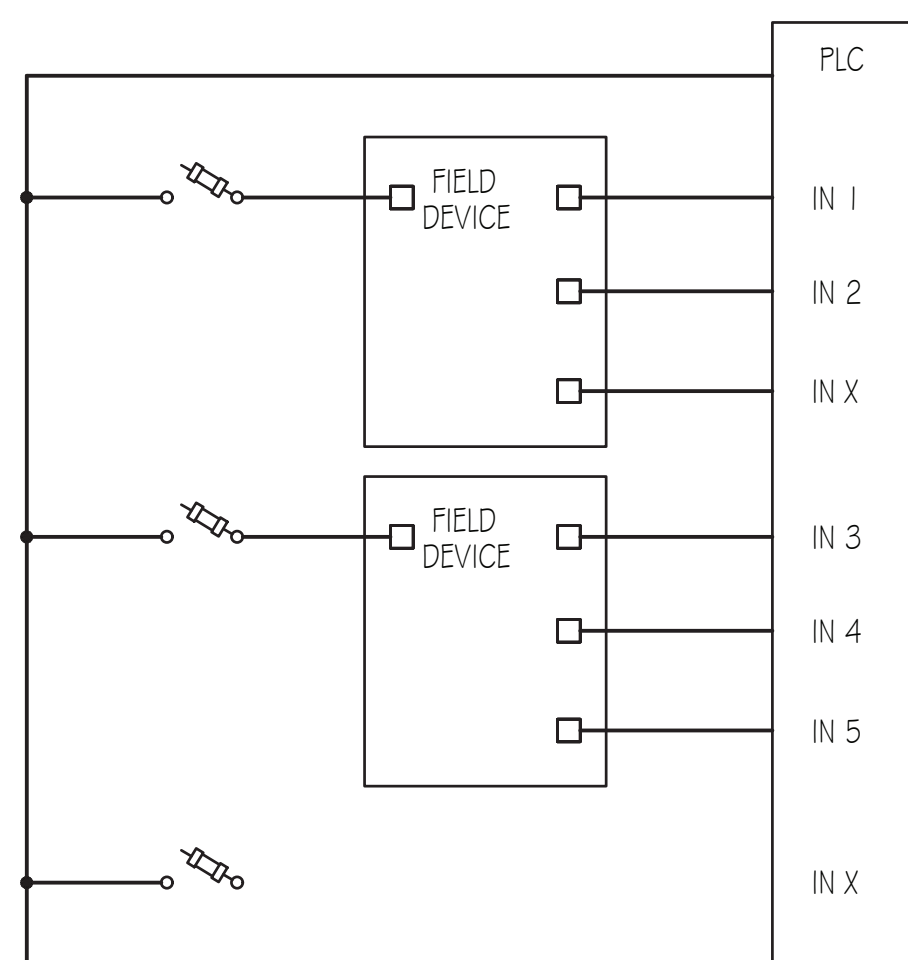 PLC
FIELD
DEVICE
IN 1
IN 2
IN X
FIELD
DEVICE
IN 3
IN 4
IN 5
IN X